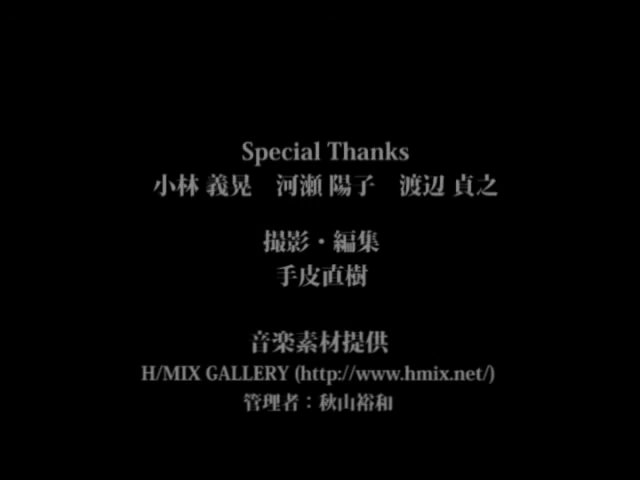 Special Thanks
小林 義晃　河瀬 陽子　渡辺 貞之
撮影・編集
手皮直樹
音楽素材提供
H/MIX GALLERY (http://www.hmix.net/)
管理者：秋山裕和